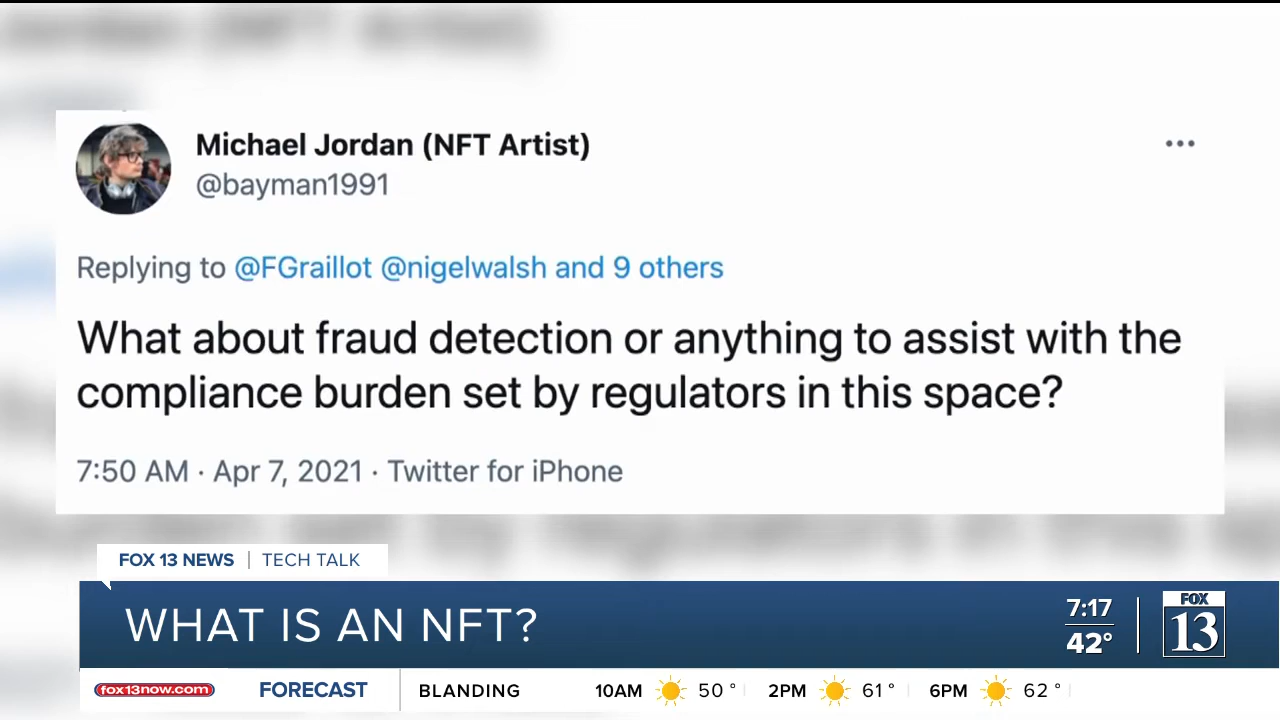 Michael Jordan (NFT Artist)
@bayman1991
Replying to @FGraillot @nigelwalsh and 9 others
What about fraud detection or anything to assist with the
compliance burden set by regulators in this space?
7:50 AM · Apr 7, 2021 · Twitter for iPhone
FOX 13 NEWS | TECH TALK
WHAT IS AN NFT?
7:17
42°
FOX
13
fox13now.com FORECAST BLANDING 10AM 50° 2PM 61° 6PM 62°